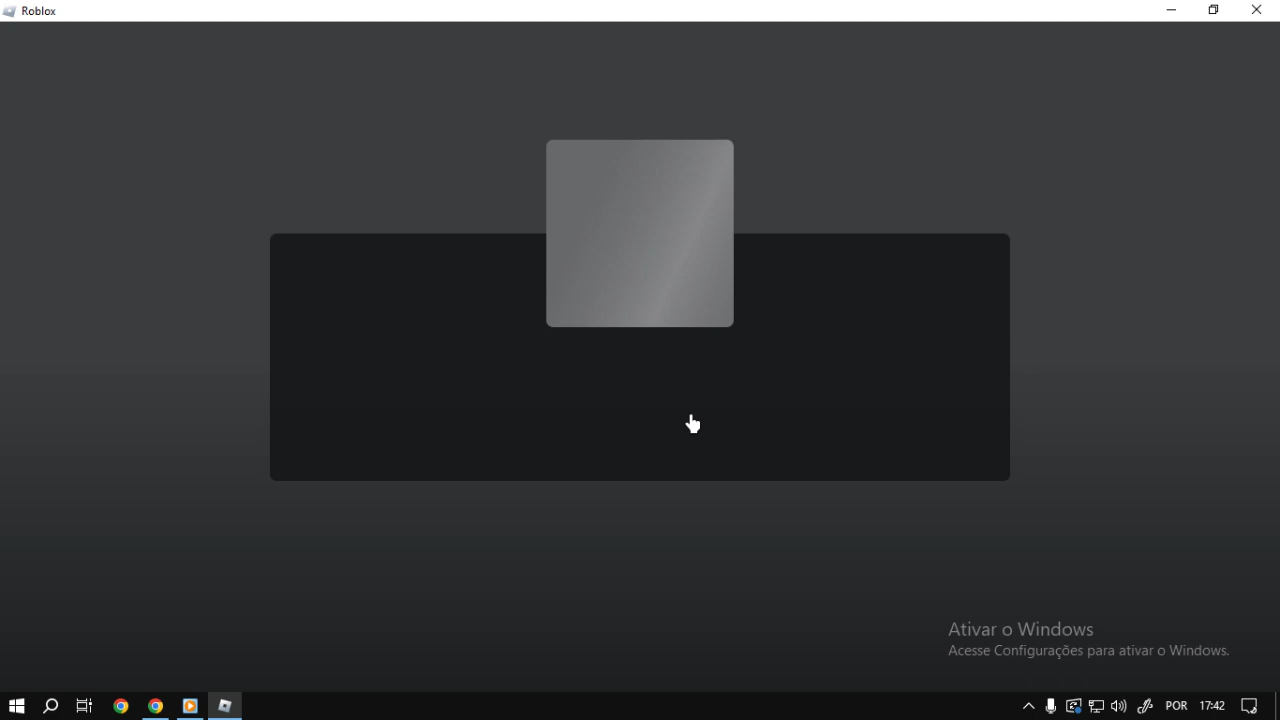 Roblox
Ativar o Windows
Acesse Configurações para ativar o Windows.
POR
17:42